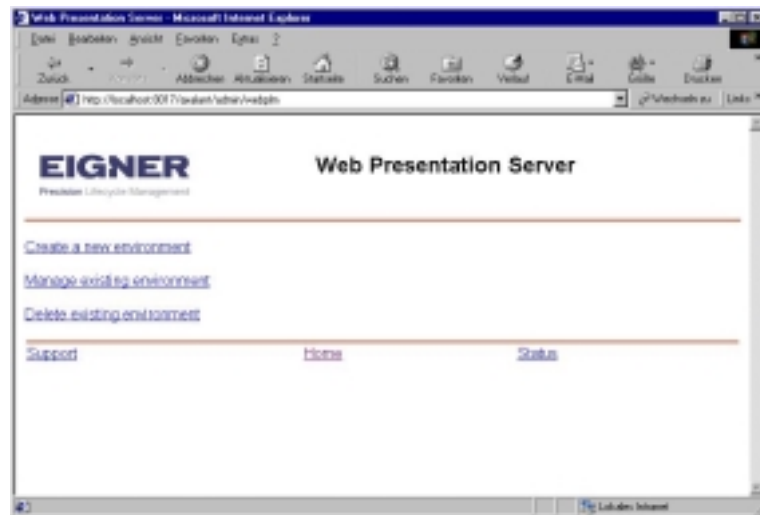 Web Presentation Server - Microsoft Internet Explorer
Datei Bearbeiten Ansicht Favoriten Extras ?
Zurück Abbrechen Aktualisieren Startseite Suchen Favoriten Verlauf E-Mail Größe Drucken
Adresse Wechseln zu Links
EIGNER
Precision Lifecycle Management
Web Presentation Server
Create a new environment
Manage existing environment
Delete existing environment
Support Home Status
Lokales Intranet